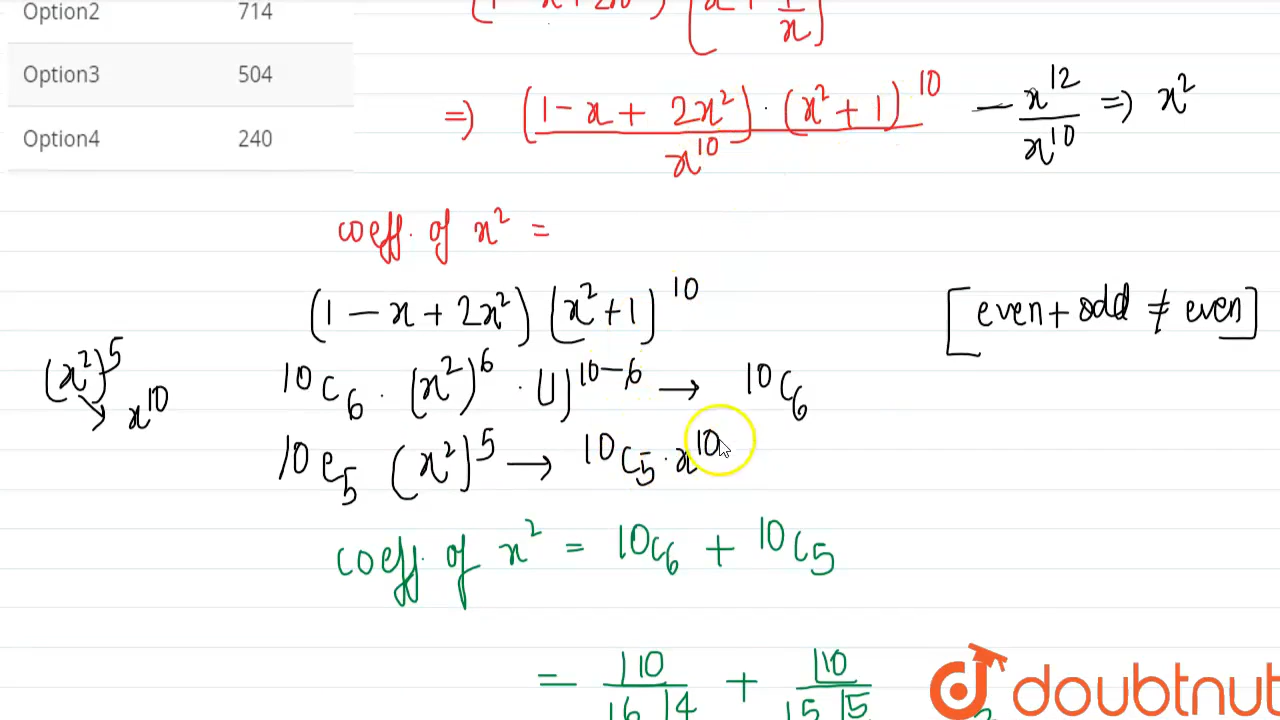 Option2 714
Option3 504
Option4 240
x
=> (1 - x + 2x²) · (x² + 1)¹⁰ / x¹⁰ - x¹² / x¹⁰ => x²
coeff. of x² =
(1 - x + 2x²) (x² + 1)¹⁰ [even + odd ≠ even]
(x²)⁵ → x¹⁰
¹⁰C₆ · (x²)⁶ · (1)¹⁰⁻⁶ → ¹⁰C₆
¹⁰C₅ (x²)⁵ → ¹⁰C₅ · x¹⁰
coeff. of x² = ¹⁰C₆ + ¹⁰C₅
= |10 / |6 |4 + |10 / |5 |5
doubtnut